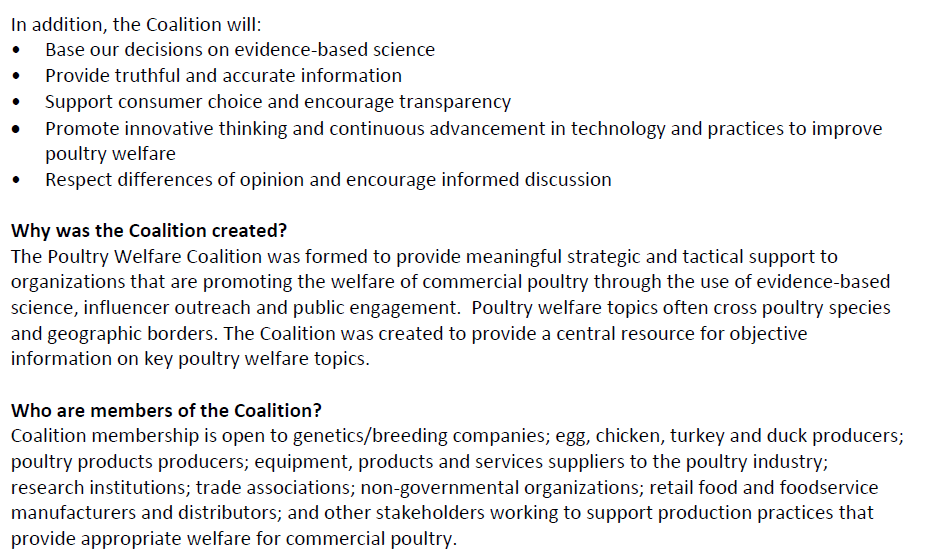 In addition, the Coalition will:
• Base our decisions on evidence-based science
• Provide truthful and accurate information
• Support consumer choice and encourage transparency
• Promote innovative thinking and continuous advancement in technology and practices to improve
poultry welfare
• Respect differences of opinion and encourage informed discussion
Why was the Coalition created?
The Poultry Welfare Coalition was formed to provide meaningful strategic and tactical support to
organizations that are promoting the welfare of commercial poultry through the use of evidence-based
science, influencer outreach and public engagement.  Poultry welfare topics often cross poultry species
and geographic borders. The Coalition was created to provide a central resource for objective
information on key poultry welfare topics.
Who are members of the Coalition?
Coalition membership is open to genetics/breeding companies; egg, chicken, turkey and duck producers;
poultry products producers; equipment, products and services suppliers to the poultry industry;
research institutions; trade associations; non-governmental organizations; retail food and foodservice
manufacturers and distributors; and other stakeholders working to support production practices that
provide appropriate welfare for commercial poultry.